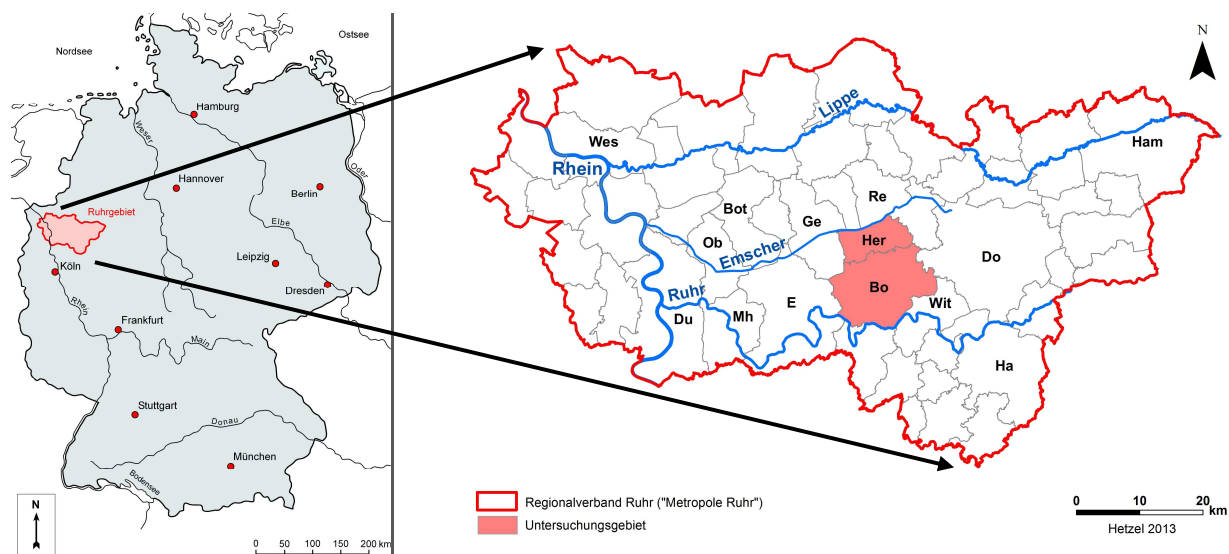 Nordsee
Ostsee
Hamburg
Weser
Oder
Hannover
Berlin
Elbe
Ruhrgebiet
Köln
Leipzig
Dresden
Rhein
Frankfurt
Main
Stuttgart
Donau
München
Bodensee
N
0 50 100 150 200 km
N
Lippe
Wes
Ham
Rhein
Re
Bot
Ge
Ob
Her
Emscher
Do
Bo
Ruhr
E
Wit
Du
Mh
Ha
Regionalverband Ruhr ("Metropole Ruhr")
Untersuchungsgebiet
0 10 20
km
Hetzel 2013